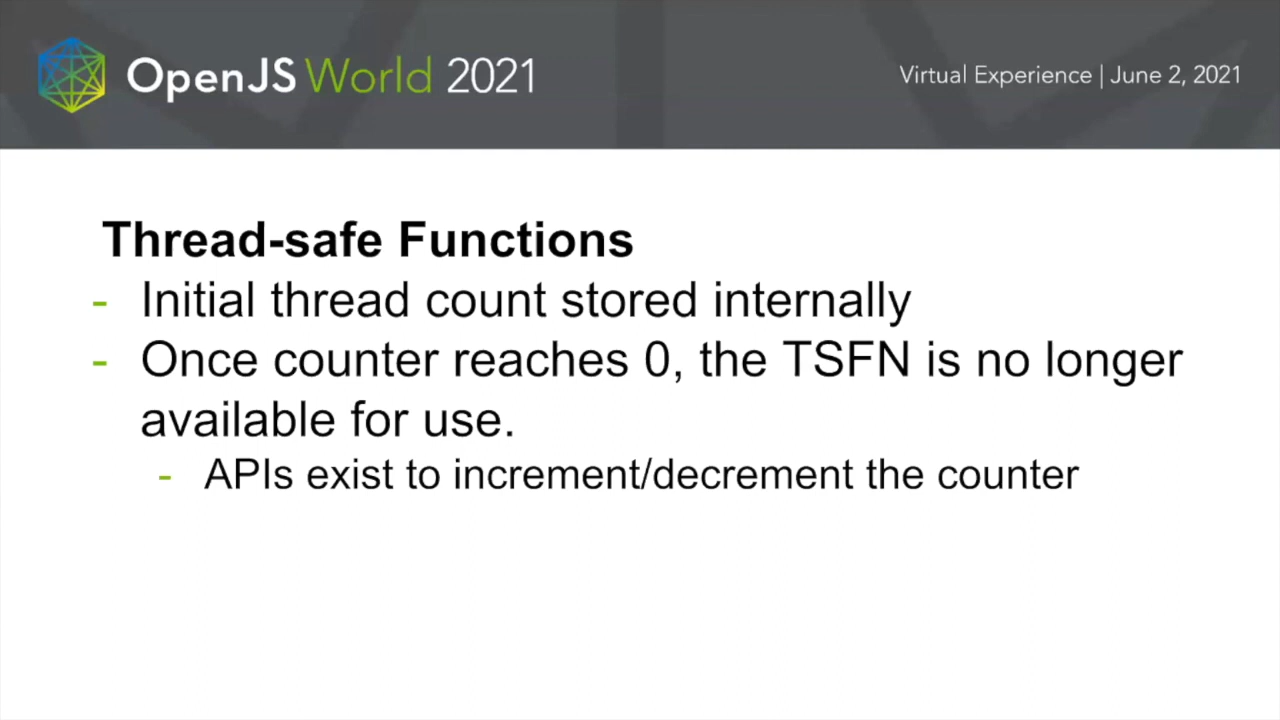 OpenJS World 2021
Virtual Experience | June 2, 2021
Thread-safe Functions
- Initial thread count stored internally
- Once counter reaches 0, the TSFN is no longer
available for use.
- APIs exist to increment/decrement the counter